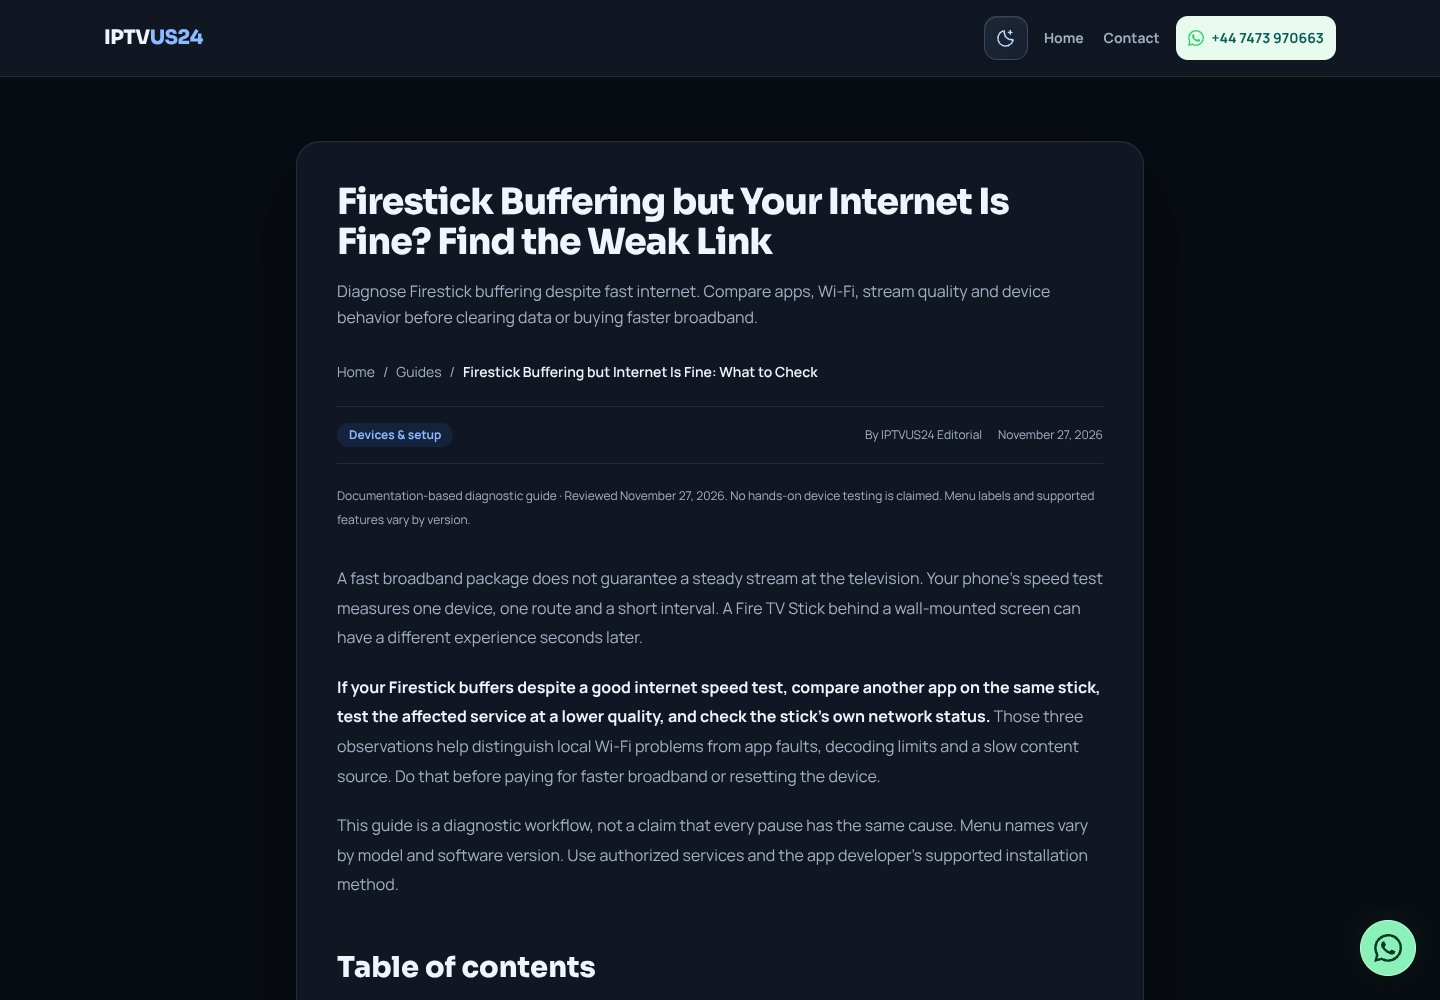 IPTVUS24
Home
Contact
+44 7473 970663
Firestick Buffering but Your Internet Is
Fine? Find the Weak Link
Diagnose Firestick buffering despite fast internet. Compare apps, Wi-Fi, stream quality and device
behavior before clearing data or buying faster broadband.
Home / Guides / Firestick Buffering but Internet Is Fine: What to Check
Devices & setup
By IPTVUS24 Editorial November 27, 2026
Documentation-based diagnostic guide · Reviewed November 27, 2026. No hands-on device testing is claimed. Menu labels and supported
features vary by version.
A fast broadband package does not guarantee a steady stream at the television. Your phone’s speed test
measures one device, one route and a short interval. A Fire TV Stick behind a wall-mounted screen can
have a different experience seconds later.
If your Firestick buffers despite a good internet speed test, compare another app on the same stick,
test the affected service at a lower quality, and check the stick’s own network status. Those three
observations help distinguish local Wi-Fi problems from app faults, decoding limits and a slow content
source. Do that before paying for faster broadband or resetting the device.
This guide is a diagnostic workflow, not a claim that every pause has the same cause. Menu names vary
by model and software version. Use authorized services and the app developer’s supported installation
method.
Table of contents